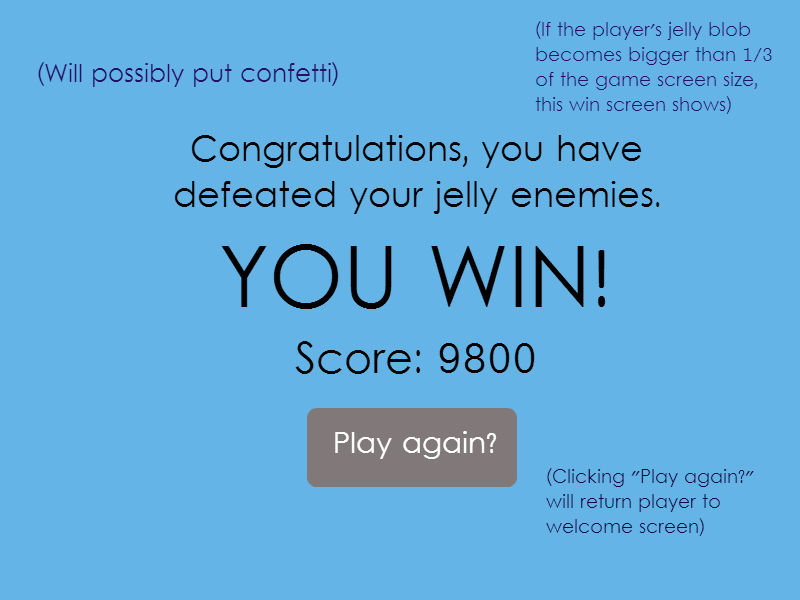 (If the player's jelly blob
becomes bigger than 1/3
of the game screen size,
this win screen shows)
(Will possibly put confetti)
Congratulations, you have
defeated your jelly enemies.
YOU WIN!
Score: 9800
Play again?
(Clicking "Play again?"
will return player to
welcome screen)